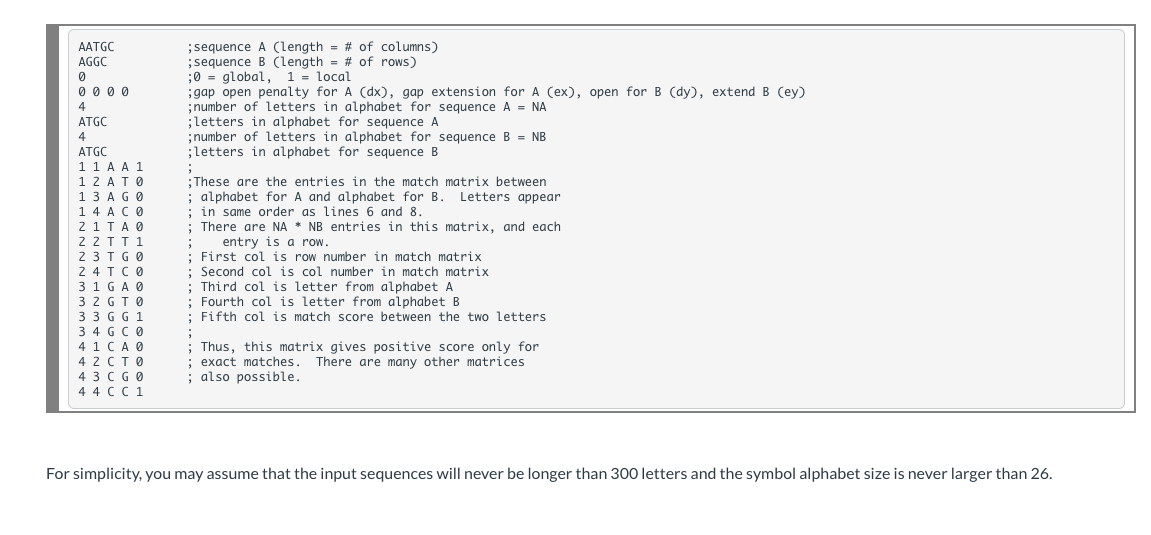 AATGC          ;sequence A (length = # of columns)
AGGC           ;sequence B (length = # of rows)
0              ;0 = global,  1 = local
0 0 0 0        ;gap open penalty for A (dx), gap extension for A (ex), open for B (dy), extend B (ey)
4              ;number of letters in alphabet for sequence A = NA
ATGC           ;letters in alphabet for sequence A
4              ;number of letters in alphabet for sequence B = NB
ATGC           ;letters in alphabet for sequence B
1 1 A A 1      ;
1 2 A T 0      ;These are the entries in the match matrix between
1 3 A G 0      ; alphabet for A and alphabet for B.  Letters appear
1 4 A C 0      ; in same order as lines 6 and 8.
2 1 T A 0      ; There are NA * NB entries in this matrix, and each
2 2 T T 1      ;    entry is a row.
2 3 T G 0      ; First col is row number in match matrix
2 4 T C 0      ; Second col is col number in match matrix
3 1 G A 0      ; Third col is letter from alphabet A
3 2 G T 0      ; Fourth col is letter from alphabet B
3 3 G G 1      ; Fifth col is match score between the two letters
3 4 G C 0      ;
4 1 C A 0      ; Thus, this matrix gives positive score only for
4 2 C T 0      ; exact matches.  There are many other matrices
4 3 C G 0      ; also possible.
4 4 C C 1
For simplicity, you may assume that the input sequences will never be longer than 300 letters and the symbol alphabet size is never larger than 26.